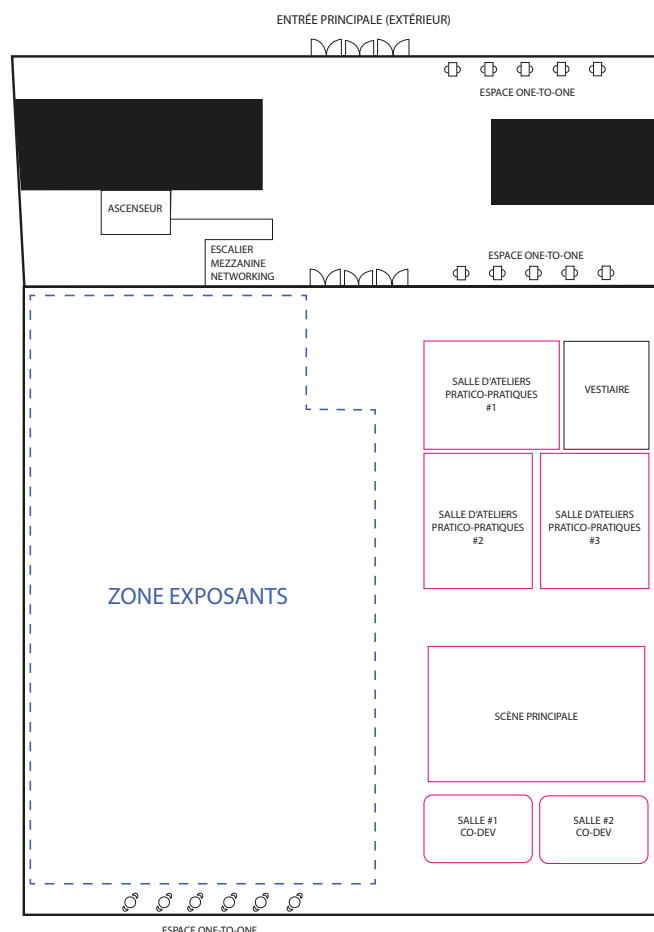 ENTRÉE PRINCIPALE (EXTÉRIEUR)
ESPACE ONE-TO-ONE
ASCENSEUR
ESCALIER
MEZZANINE
NETWORKING
ESPACE ONE-TO-ONE
SALLE D'ATELIERS
PRATICO-PRATIQUES
#1
VESTIAIRE
SALLE D'ATELIERS
PRATICO-PRATIQUES
#2
SALLE D'ATELIERS
PRATICO-PRATIQUES
#3
ZONE EXPOSANTS
SCÈNE PRINCIPALE
SALLE #1
CO-DEV
SALLE #2
CO-DEV
ESPACE ONE-TO-ONE